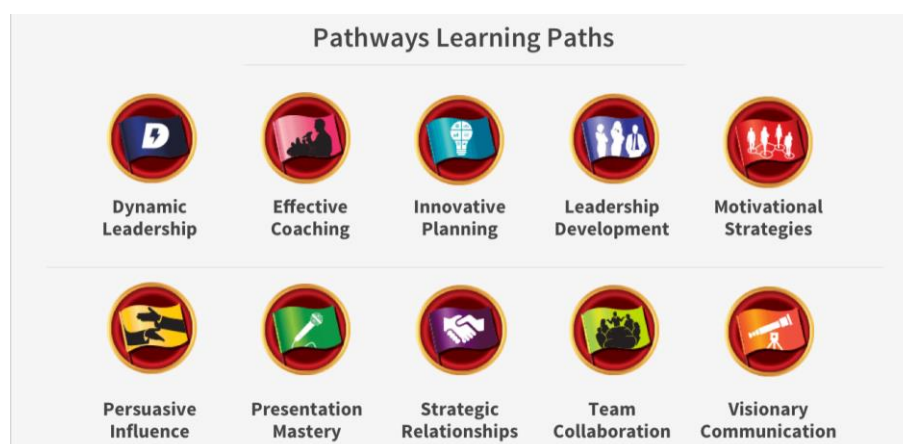 Pathways Learning Paths
D
Dynamic
Leadership
Effective
Coaching
Innovative
Planning
Leadership
Development
Motivational
Strategies
Persuasive
Influence
Presentation
Mastery
Strategic
Relationships
Team
Collaboration
Visionary
Communication